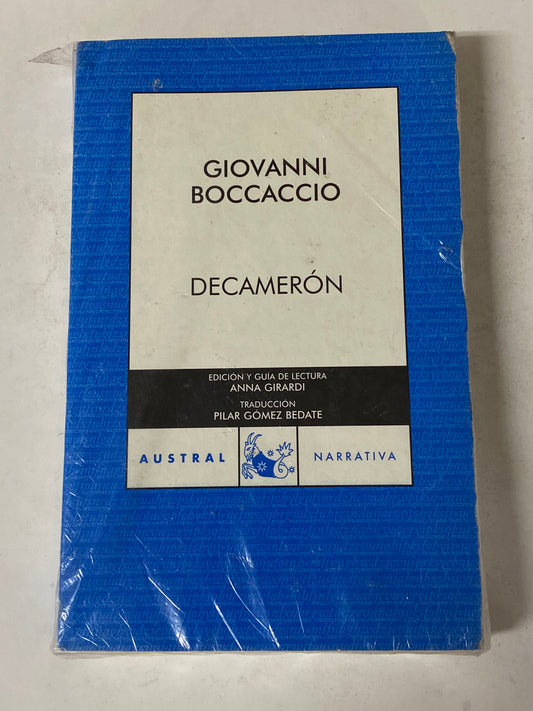 GIOVANNI
BOCCACCIO
DECAMERÓN
EDICIÓN Y GUÍA DE LECTURA
ANNA GIRARDI
TRADUCCIÓN
PILAR GÓMEZ BEDATE
AUSTRAL
NARRATIVA